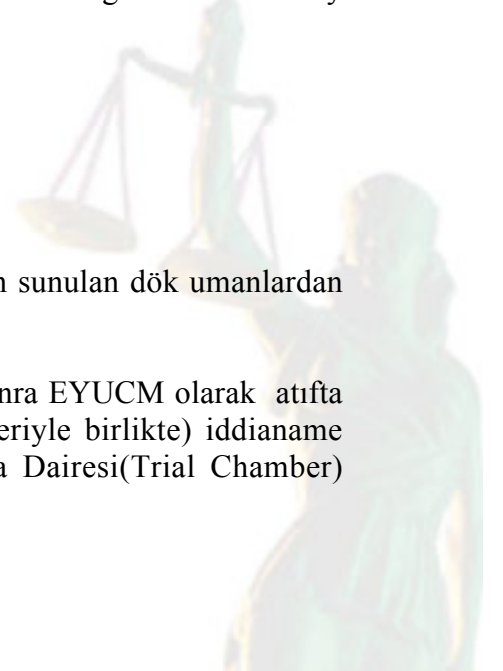 n sunulan dök umanlardan
nra EYUCM olarak atıfta
eriyle birlikte) iddianame
a Dairesi(Trial Chamber)